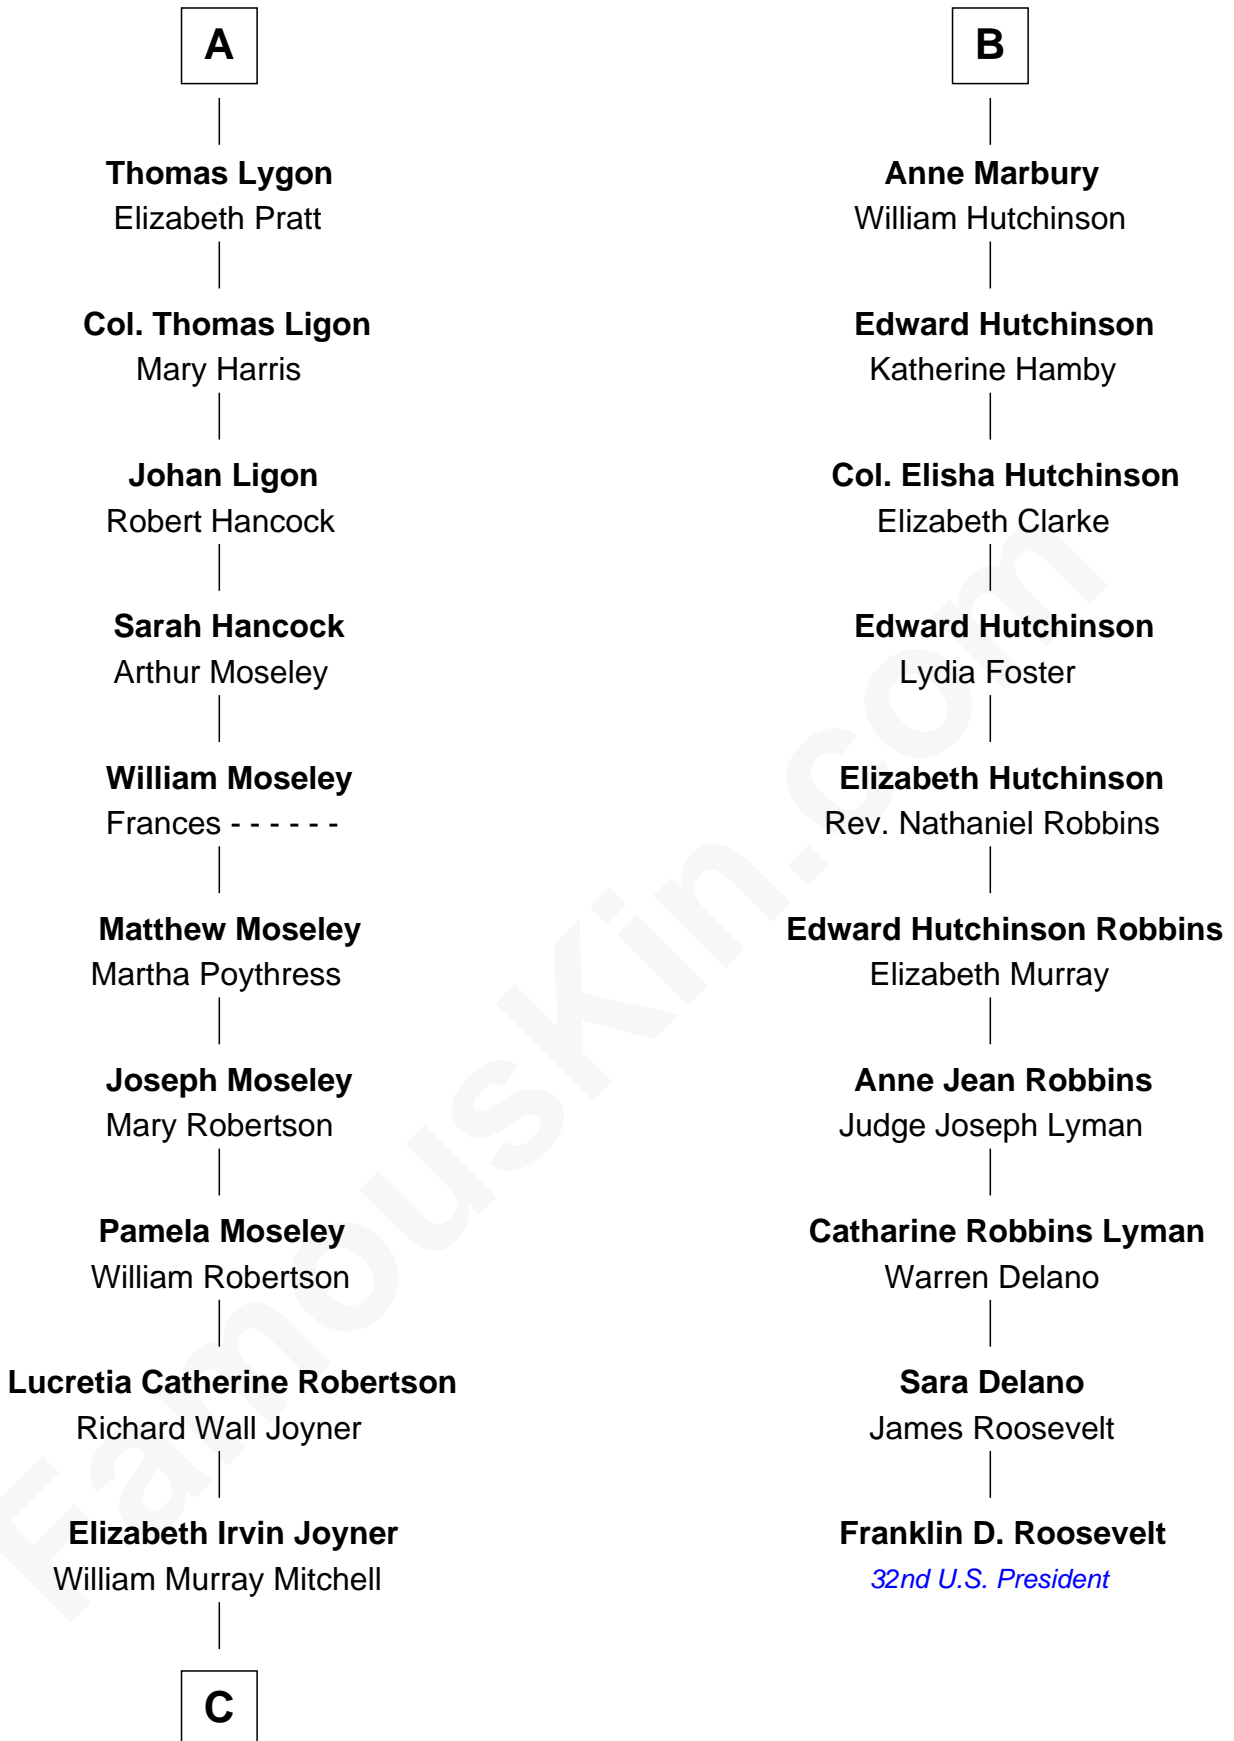 A
Thomas Lygon
Elizabeth Pratt
Col. Thomas Ligon
Mary Harris
Johan Ligon
Robert Hancock
Sarah Hancock
Arthur Moseley
William Moseley
Frances - - - - - -
Matthew Moseley
Martha Poythress
Joseph Moseley
Mary Robertson
Pamela Moseley
William Robertson
Lucretia Catherine Robertson
Richard Wall Joyner
Elizabeth Irvin Joyner
William Murray Mitchell
C
B
Anne Marbury
William Hutchinson
Edward Hutchinson
Katherine Hamby
Col. Elisha Hutchinson
Elizabeth Clarke
Edward Hutchinson
Lydia Foster
Elizabeth Hutchinson
Rev. Nathaniel Robbins
Edward Hutchinson Robbins
Elizabeth Murray
Anne Jean Robbins
Judge Joseph Lyman
Catharine Robbins Lyman
Warren Delano
Sara Delano
James Roosevelt
Franklin D. Roosevelt
32nd U.S. President
FamousKin.com